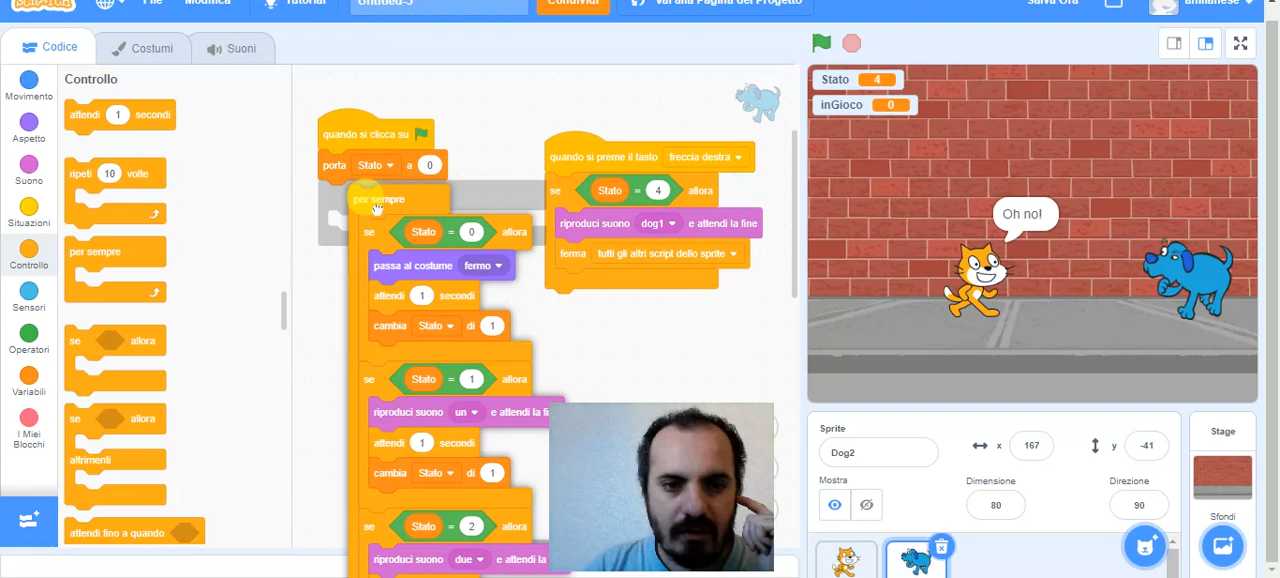 SCRATCH
File
Modifica
Tutorial
Untitled-5
Condividi
Vai alla Pagina del Progetto
Salva Ora
Codice
Costumi
Suoni
Movimento
Aspetto
Suono
Situazioni
Controllo
Sensori
Operatori
Variabili
I Miei
Blocchi
Controllo
attendi 1 secondi
ripeti 10 volte
per sempre
se allora
se allora
altrimenti
attendi fino a quando
quando si clicca su
porta Stato a 0
per sempre
se Stato = 0 allora
passa al costume fermo
attendi 1 secondi
cambia Stato di 1
se Stato = 1 allora
riproduci suono un e attendi la fi
attendi 1 secondi
cambia Stato di 1
se Stato = 2 allora
riproduci suono due e attendi la
quando si preme il tasto freccia destra
se Stato = 4 allora
riproduci suono dog1 e attendi la fine
ferma tutti gli altri script dello sprite
Stato 4
inGioco 0
Oh no!
Sprite
Dog2
x 167
y -41
Mostra
Dimensione
80
Direzione
90
Stage
Sfondi